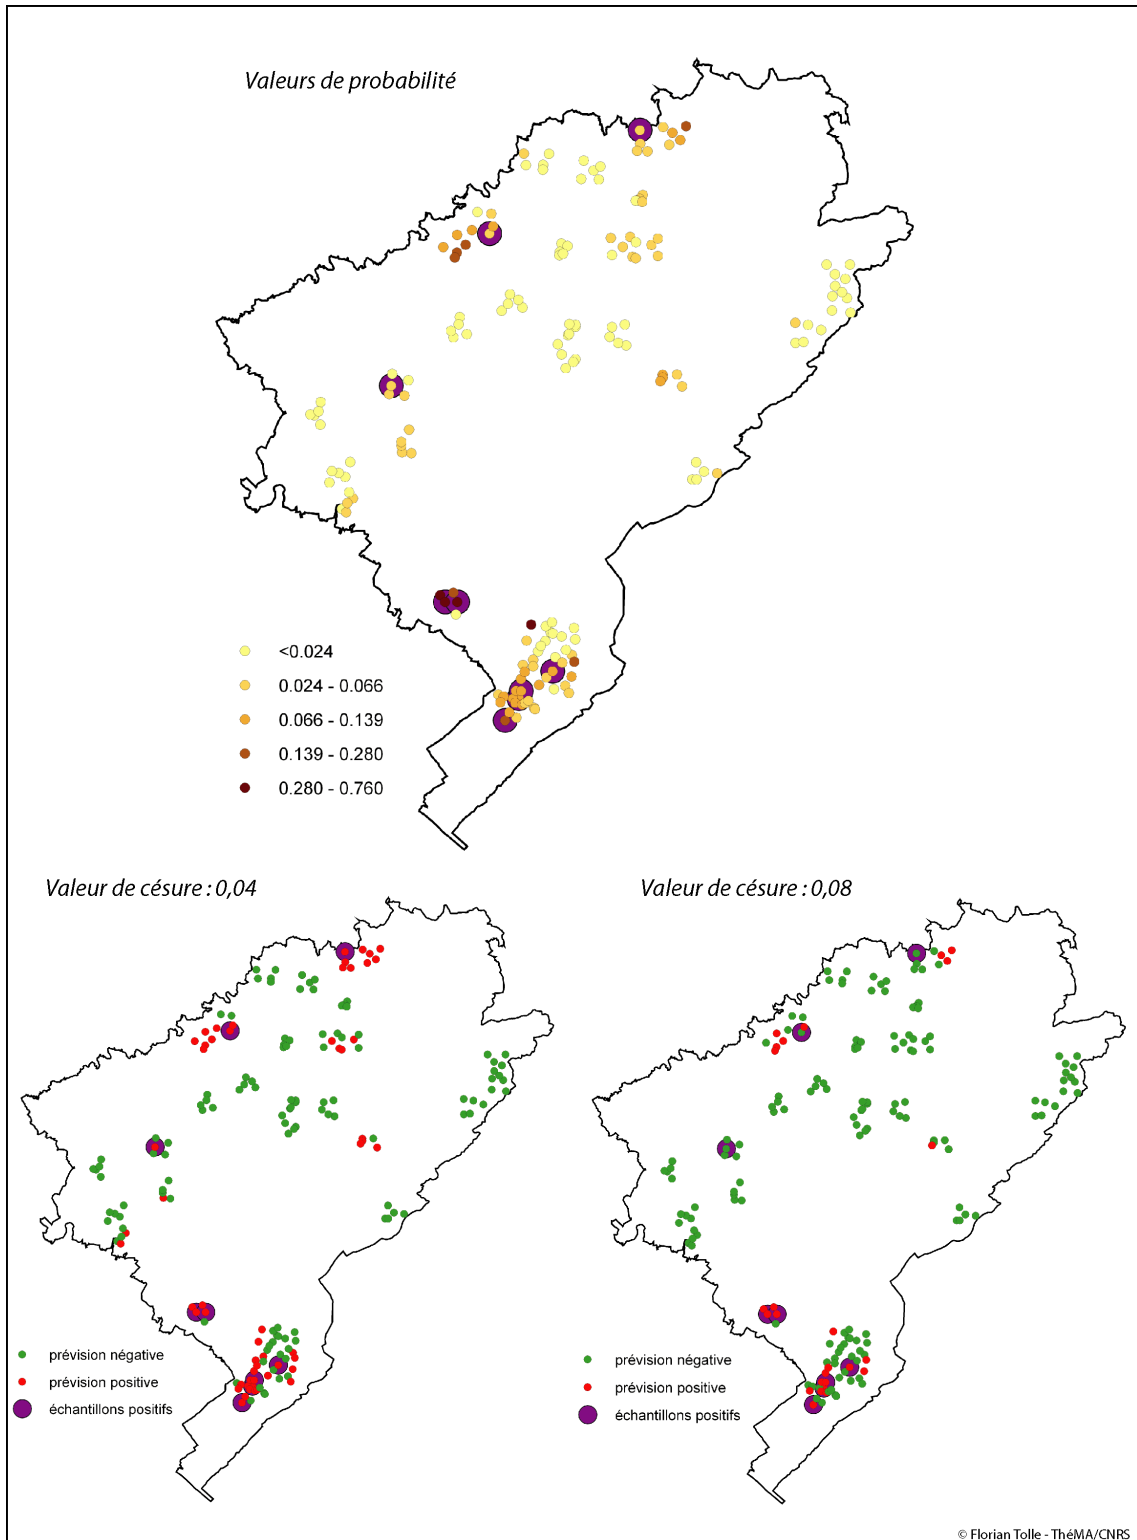 Valeurs de probabilité
<0.024
0.024 - 0.066
0.066 - 0.139
0.139 - 0.280
0.280 - 0.760
Valeur de césure : 0,04
Valeur de césure : 0,08
prévision négative
prévision positive
échantillons positifs
prévision négative
prévision positive
échantillons positifs
© Florian Tolle - ThéMA/CNRS